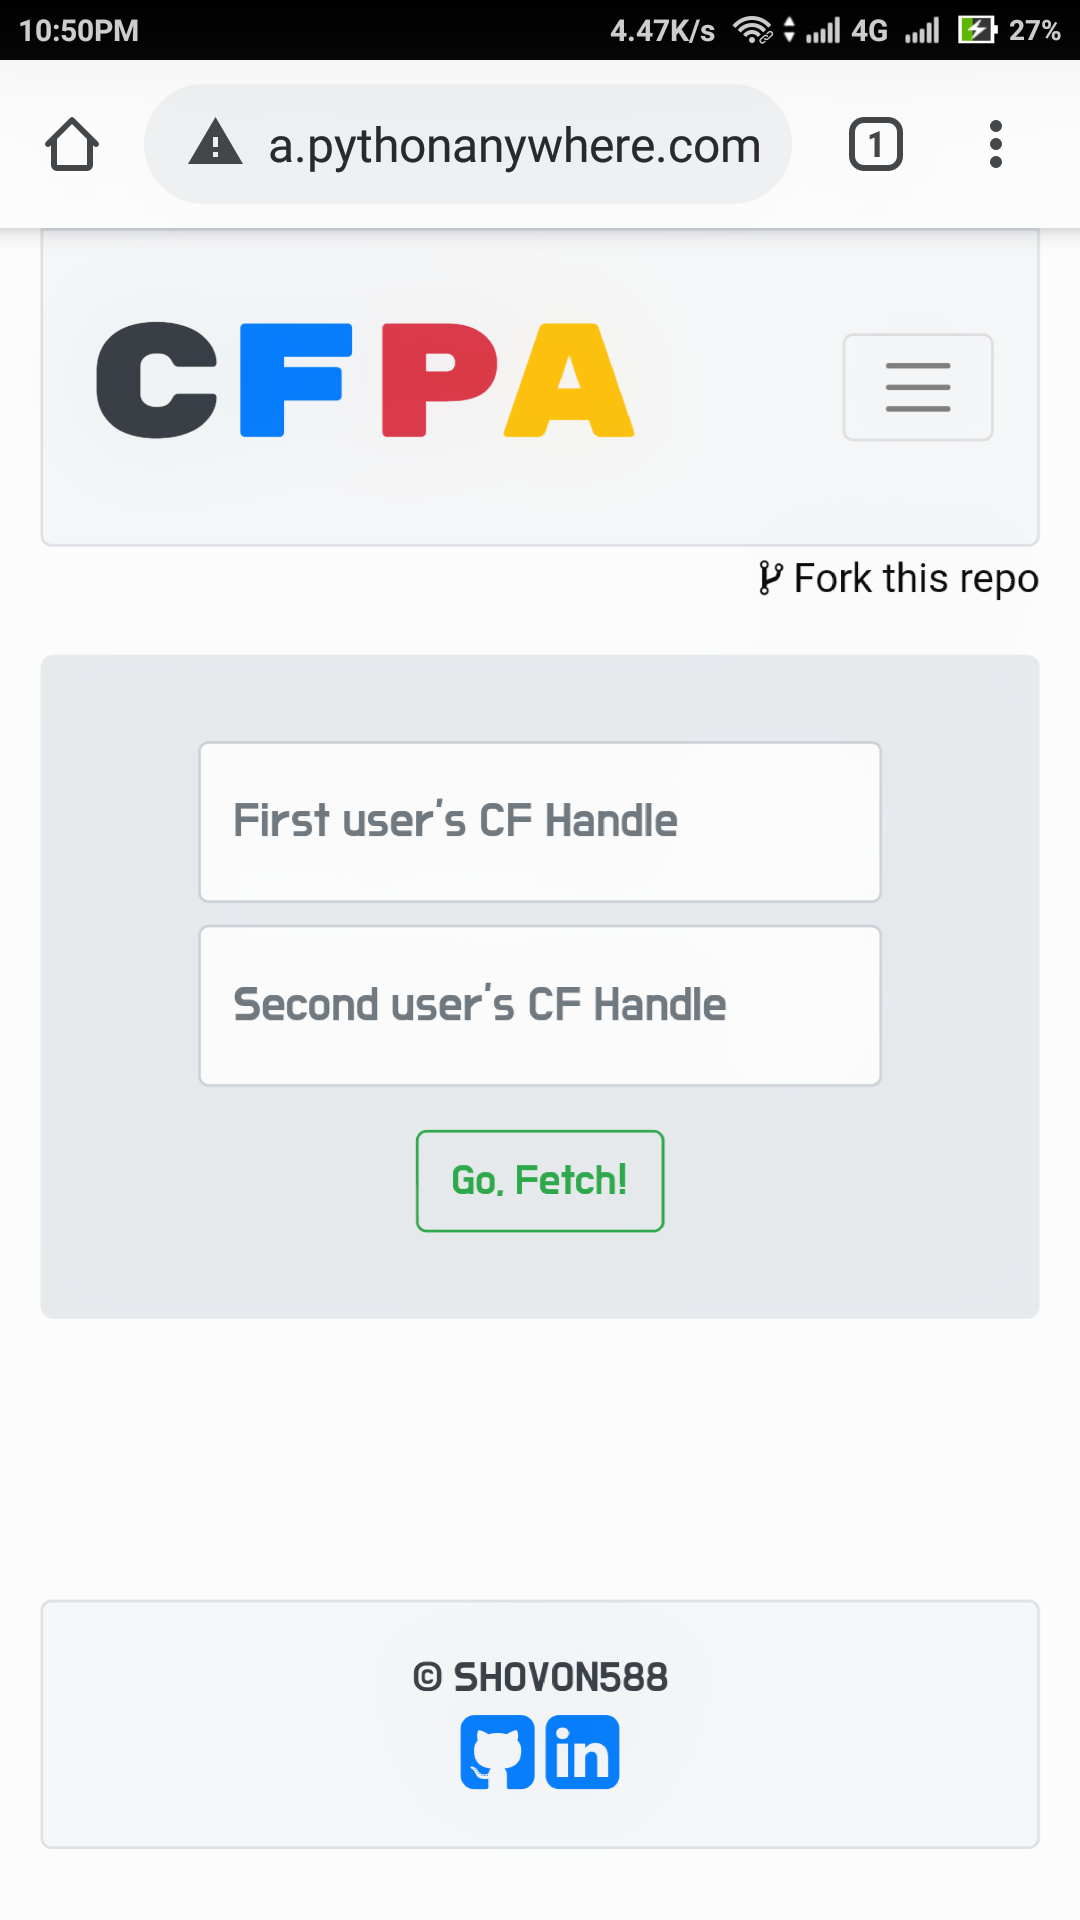 10:50PM 4.47K/s 4G 27%
a.pythonanywhere.com 1
CFPA
Fork this repo
First user's CF Handle
Second user's CF Handle
Go, Fetch!
© SHOVON588
in